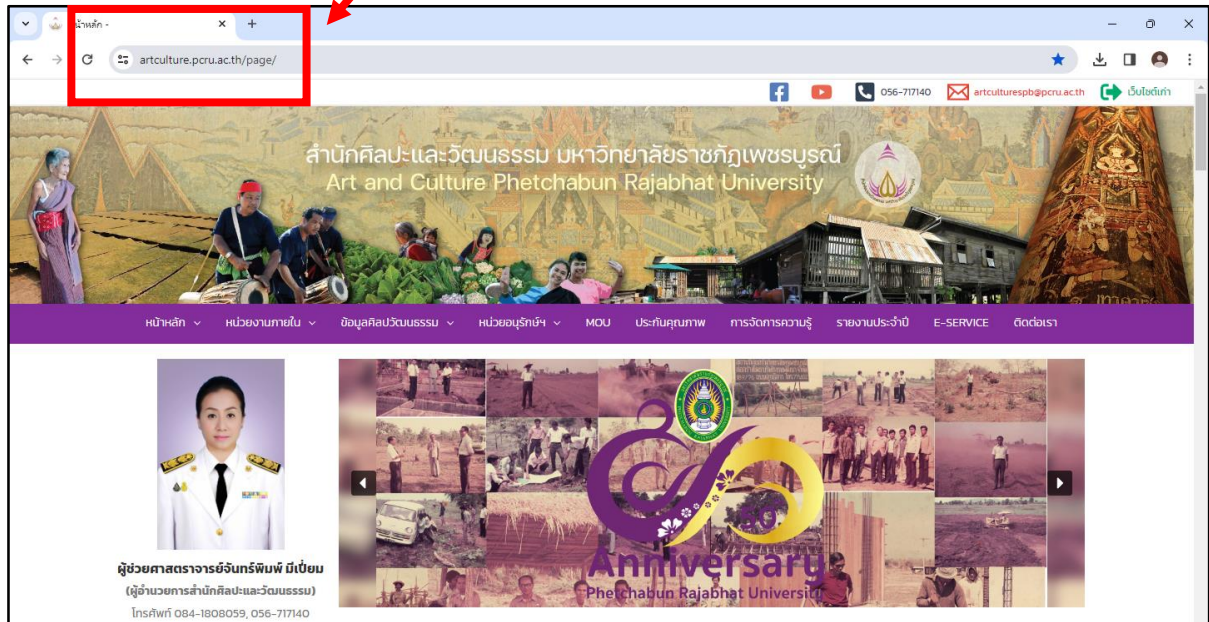 หน้าหลัก -
artculture.pcru.ac.th/page/
056-717140 artculturespb@pcru.ac.th เว็บไซต์เก่า
สำนักศิลปะและวัฒนธรรม มหาวิทยาลัยราชภัฏเพชรบูรณ์
Art and Culture Phetchabun Rajabhat University
หน้าหลัก หน่วยงานภายใน ข้อมูลศิลปวัฒนธรรม หน่วยอนุรักษ์ฯ MOU ประกันคุณภาพ การจัดการความรู้ รายงานประจำปี E-SERVICE ติดต่อเรา
50
Anniversary
Phetchabun Rajabhat University
ผู้ช่วยศาสตราจารย์จันทร์พิมพ์ มีเปี่ยม
(ผู้อำนวยการสำนักศิลปะและวัฒนธรรม)
โทรศัพท์ 084-1808059, 056-717140